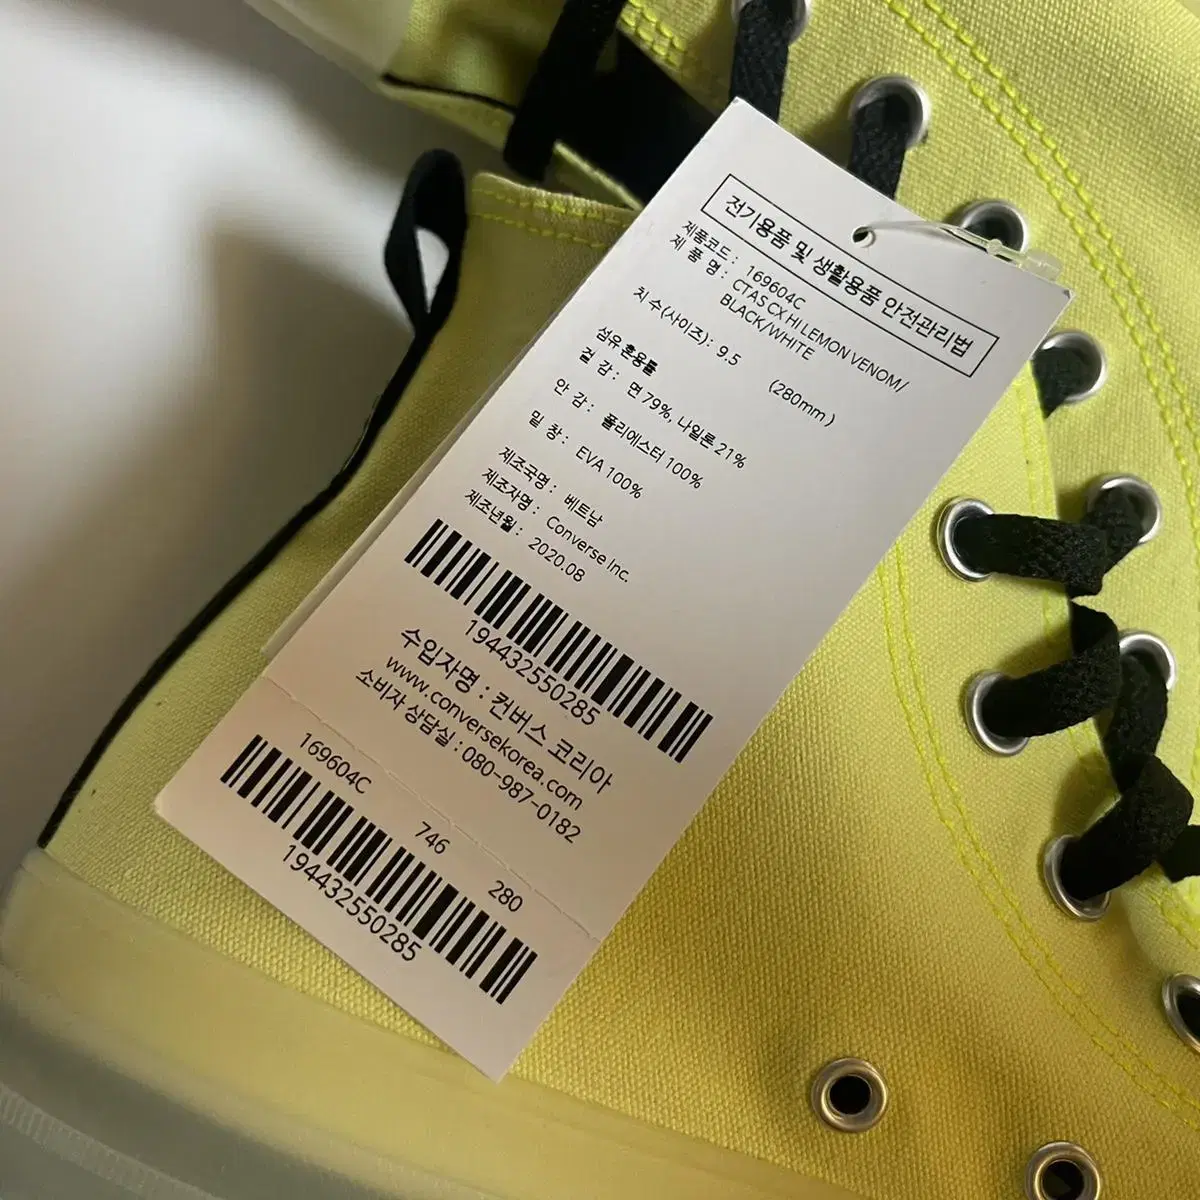 전기용품 및 생활용품 안전관리법
제품코드 : 169604C
제 품 명 : CTAS CX HI LEMON VENOM/
BLACK/WHITE
치수(사이즈): 9.5 (280mm)
섬유 혼용률
겉 감 : 면 79%, 나일론 21%
안 감 : 폴리에스터 100%
밑 창 : EVA 100%
제조국명 : 베트남
제조자명 : Converse Inc.
제조년월 : 2020.08
194432550285
수입자명 : 컨버스 코리아
www.conversekorea.com
소비자 상담실 : 080-987-0182
169604C 746 280
194432550285